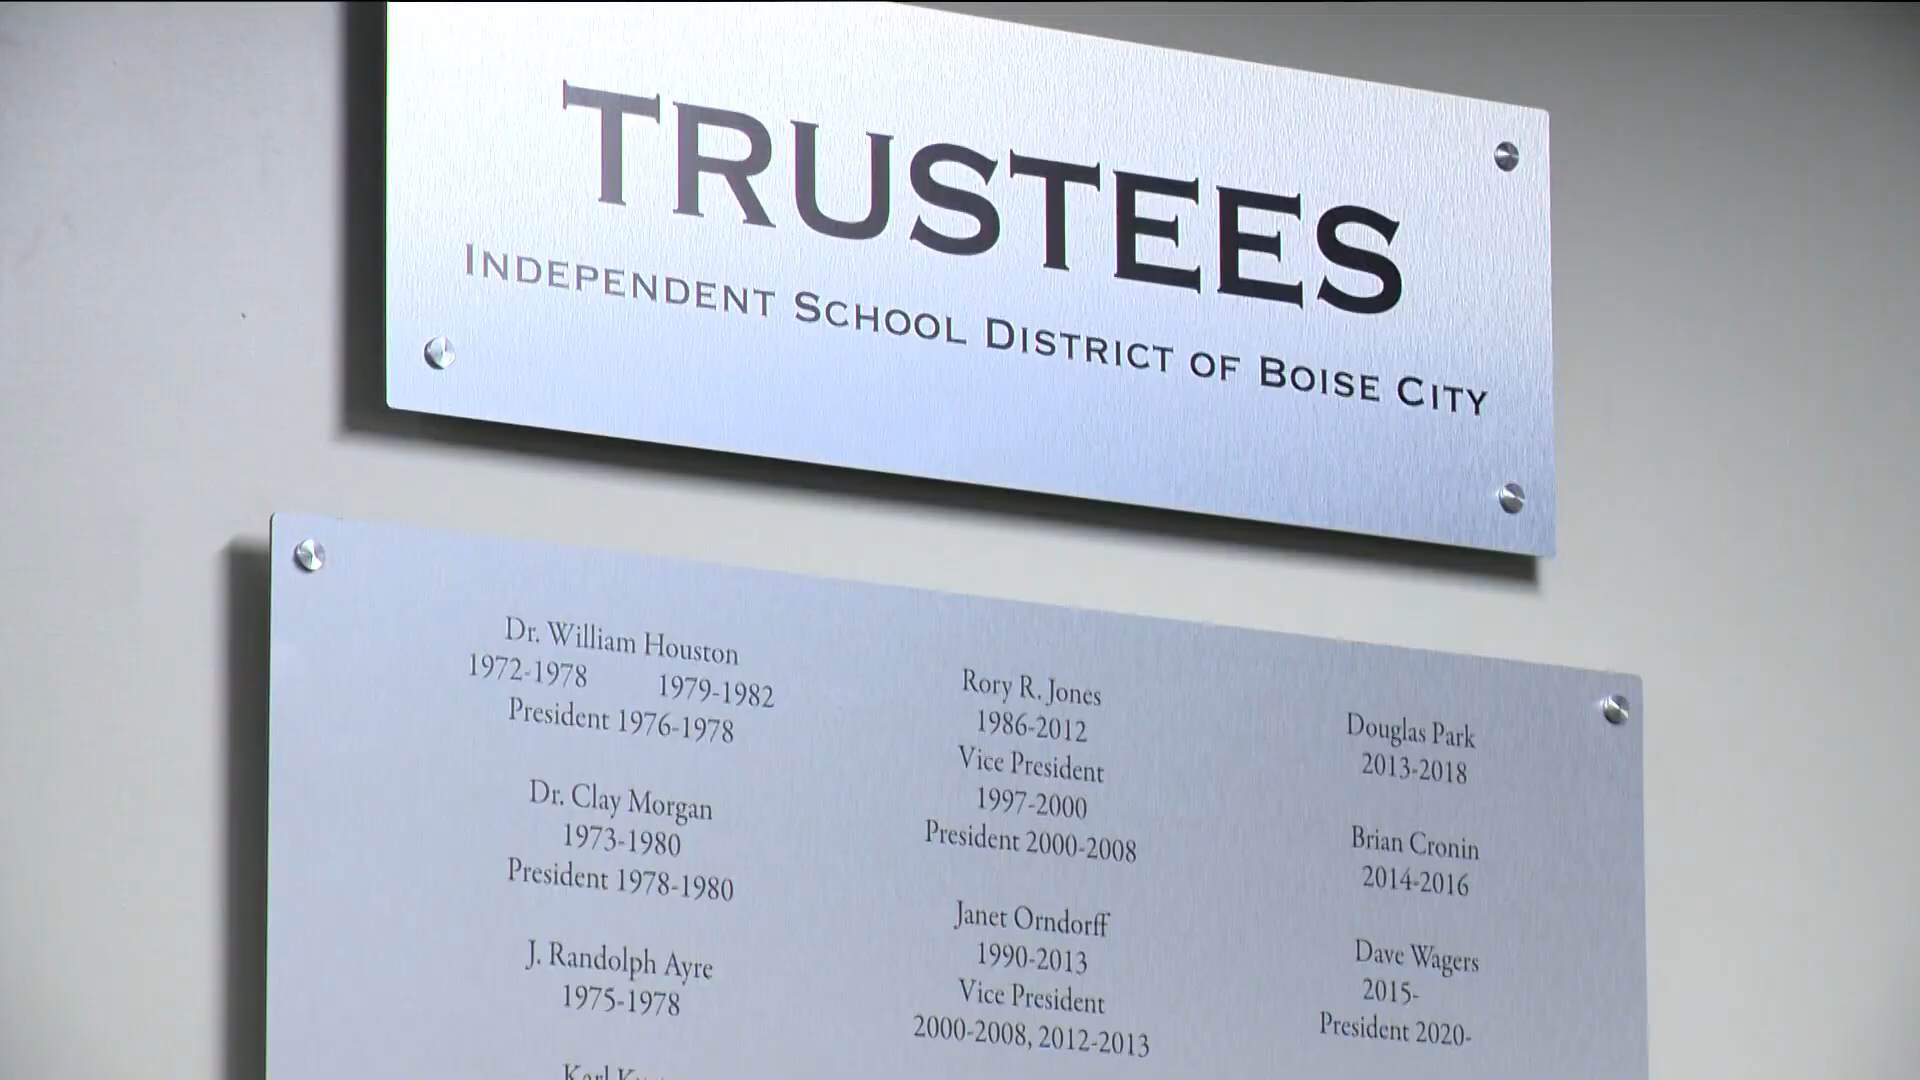 TRUSTEES
INDEPENDENT SCHOOL DISTRICT OF BOISE CITY
Dr. William Houston
1972-1978 1979-1982
President 1976-1978
Dr. Clay Morgan
1973-1980
President 1978-1980
J. Randolph Ayre
1975-1978
Karl
Rory R. Jones
1986-2012
Vice President
1997-2000
President 2000-2008
Janet Orndorff
1990-2013
Vice President
2000-2008, 2012-2013
Douglas Park
2013-2018
Brian Cronin
2014-2016
Dave Wagers
2015-
President 2020-